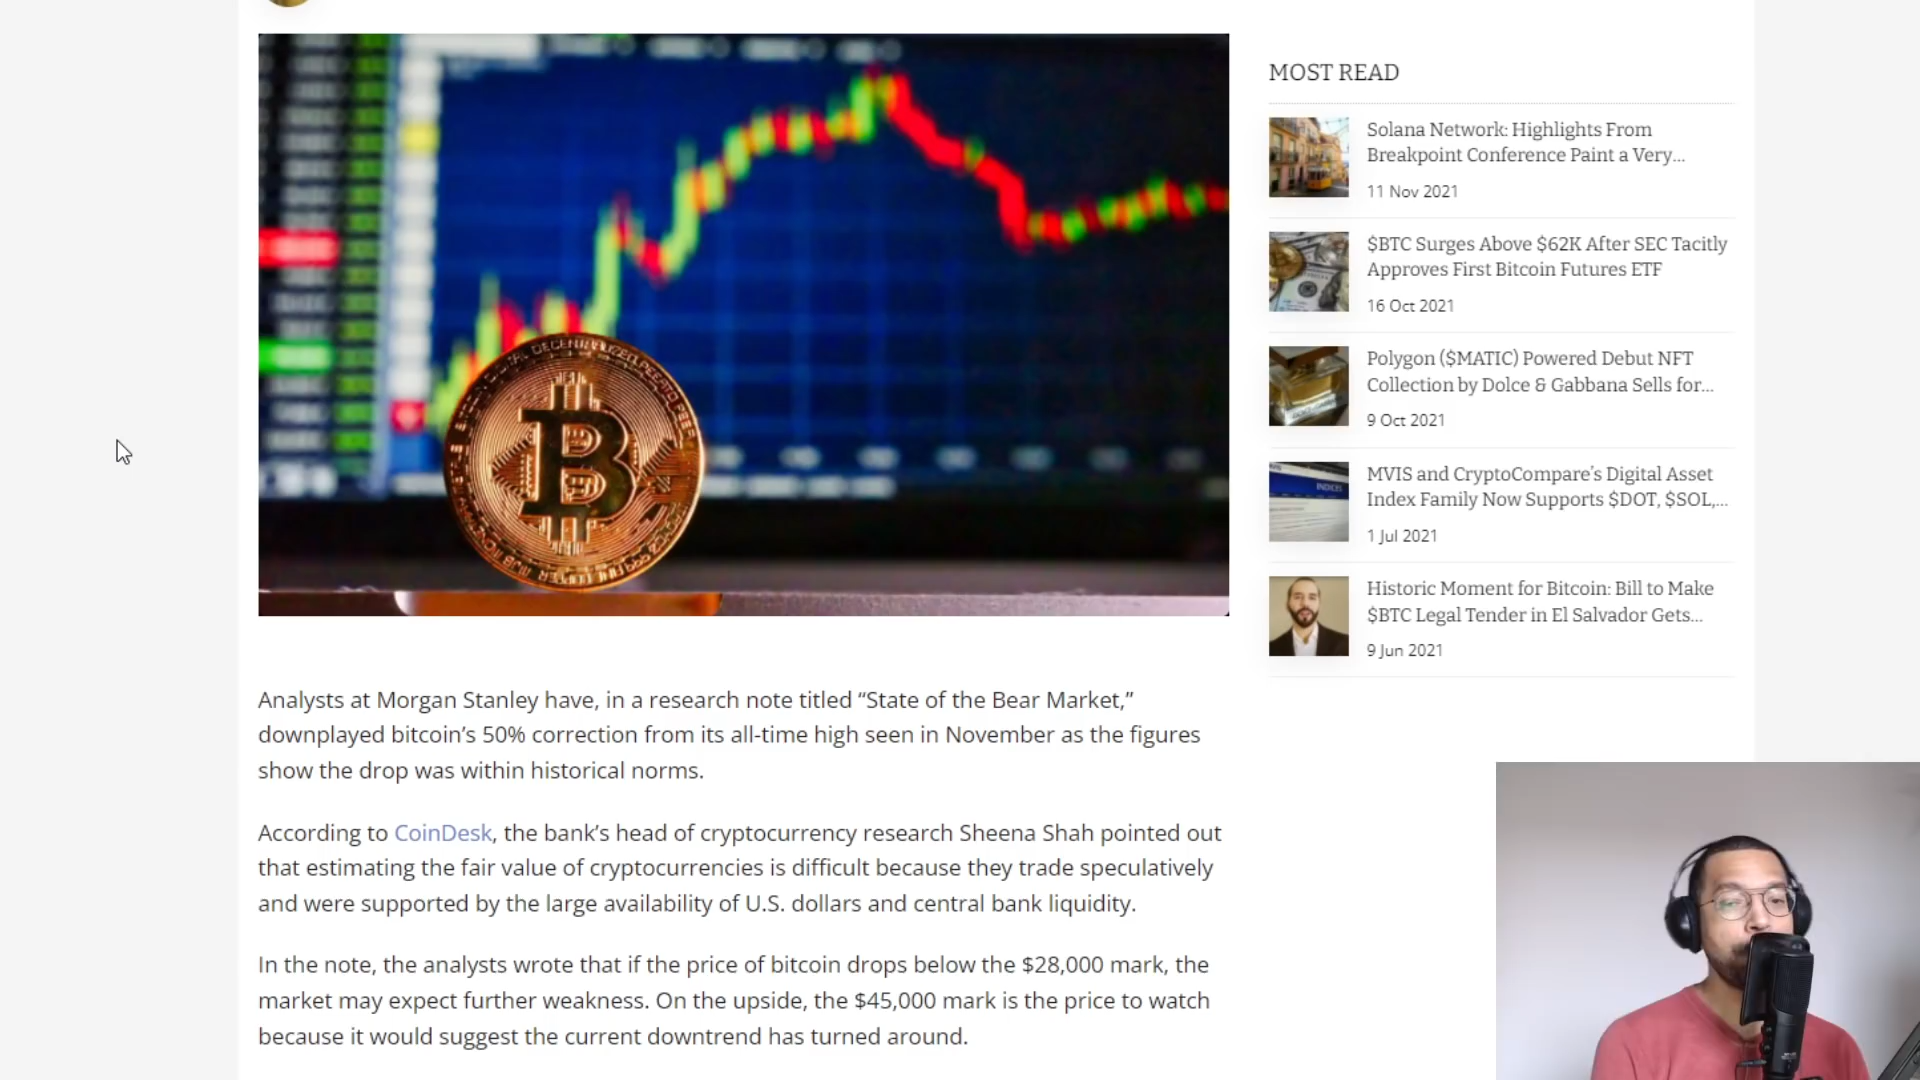 MOST READ
Solana Network: Highlights From
Breakpoint Conference Paint a Very...
11 Nov 2021
$BTC Surges Above $62K After SEC Tacitly
Approves First Bitcoin Futures ETF
16 Oct 2021
Polygon ($MATIC) Powered Debut NFT
Collection by Dolce & Gabbana Sells for...
9 Oct 2021
INDICES
MVIS and CryptoCompare’s Digital Asset
Index Family Now Supports $DOT, $SOL,...
1 Jul 2021
Historic Moment for Bitcoin: Bill to Make
$BTC Legal Tender in El Salvador Gets...
9 Jun 2021
Analysts at Morgan Stanley have, in a research note titled “State of the Bear Market,”
downplayed bitcoin’s 50% correction from its all-time high seen in November as the figures
show the drop was within historical norms.
According to CoinDesk, the bank’s head of cryptocurrency research Sheena Shah pointed out
that estimating the fair value of cryptocurrencies is difficult because they trade speculatively
and were supported by the large availability of U.S. dollars and central bank liquidity.
In the note, the analysts wrote that if the price of bitcoin drops below the $28,000 mark, the
market may expect further weakness. On the upside, the $45,000 mark is the price to watch
because it would suggest the current downtrend has turned around.